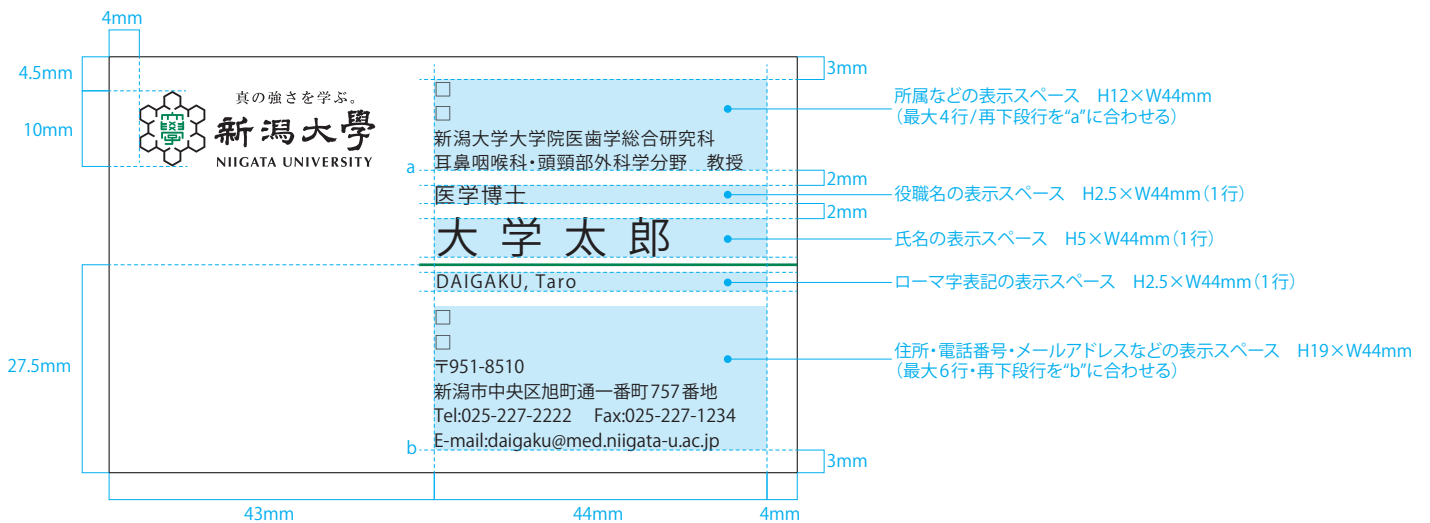 4mm
4.5mm
10mm
27.5mm
真の強さを学ぶ。
新潟大學
NIIGATA UNIVERSITY
□
□
新潟大学大学院医歯学総合研究科
耳鼻咽喉科・頭頸部外科学分野　教授
a
医学博士
大学太郎
DAIGAKU, Taro
□
□
〒951-8510
新潟市中央区旭町通一番町757番地
Tel:025-227-2222　Fax:025-227-1234
E-mail:daigaku@med.niigata-u.ac.jp
b
3mm
2mm
2mm
3mm
所属などの表示スペース　H12×W44mm
（最大4行/再下段行を“a”に合わせる）
役職名の表示スペース　H2.5×W44mm（1行）
氏名の表示スペース　H5×W44mm（1行）
ローマ字表記の表示スペース　H2.5×W44mm（1行）
住所・電話番号・メールアドレスなどの表示スペース　H19×W44mm
（最大6行・再下段行を“b”に合わせる）
43mm
44mm
4mm